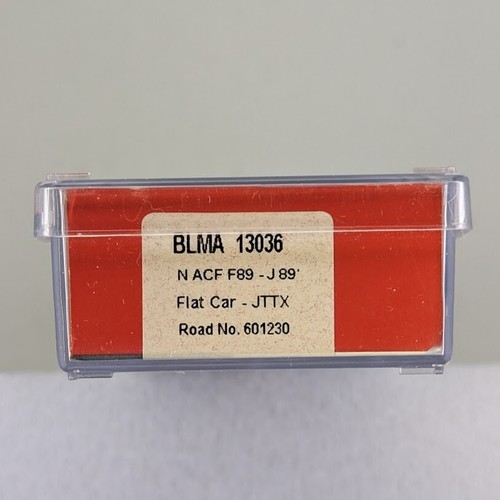 BLMA 13036
N ACF F89 - J 89'
Flat Car - JTTX
Road No. 601230